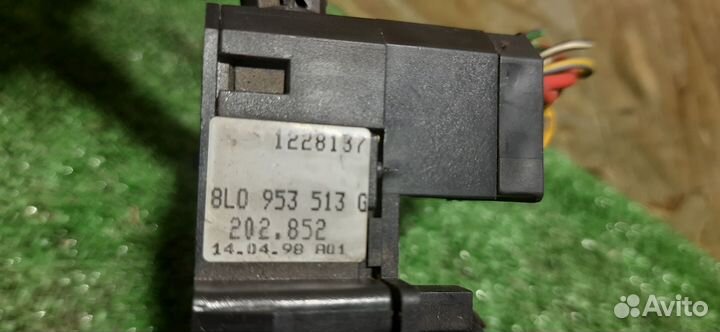 1228137
8L0 953 513 G
202.852
14.04.98 A01
Avito